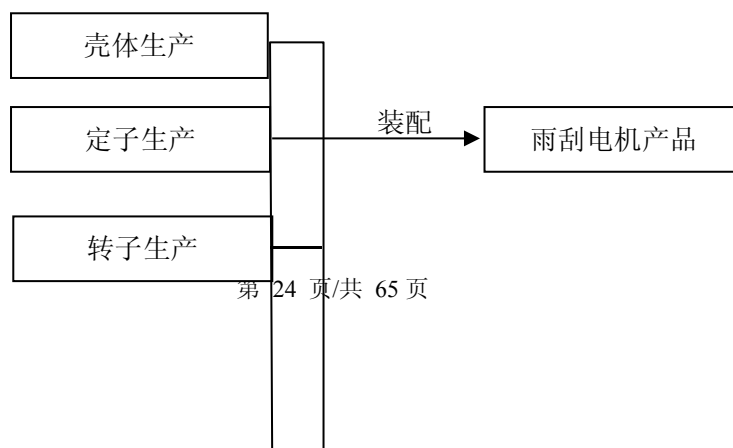 壳体生产
定子生产
装配
雨刮电机产品
转子生产
第 24 页/共 65 页